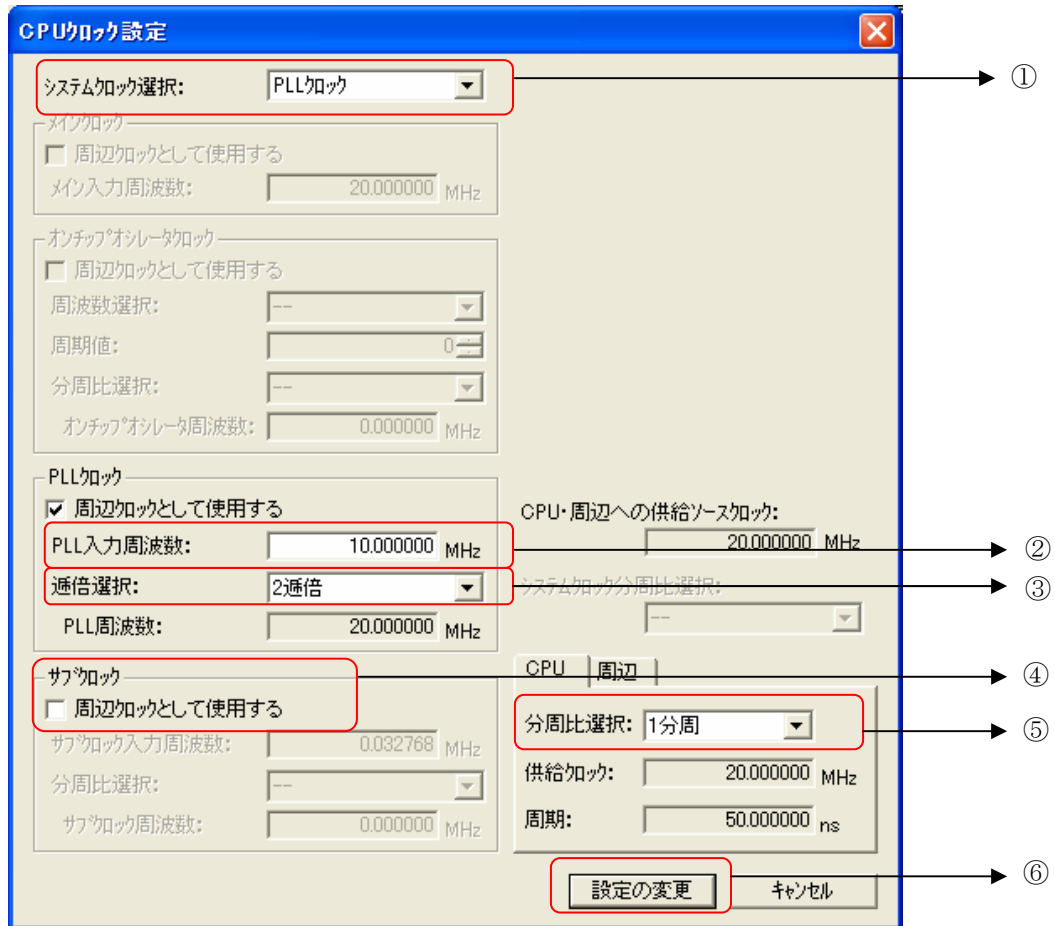 CPUクロック設定
システムクロック選択: PLLクロック ①
メインクロック
周辺クロックとして使用する
メイン入力周波数: 20.000000 MHz
オンチップオシレータクロック
周辺クロックとして使用する
周波数選択: --
周期値: 0
分周比選択: --
オンチップオシレータ周波数: 0.000000 MHz
PLLクロック
周辺クロックとして使用する
PLL入力周波数: 10.000000 MHz
逓倍選択: 2逓倍
PLL周波数: 20.000000 MHz
CPU・周辺への供給ソースクロック:
20.000000 MHz ②
システムクロック分周比選択: ③
--
サブクロック
周辺クロックとして使用する
サブクロック入力周波数: 0.032768 MHz
分周比選択: --
サブクロック周波数: 0.000000 MHz
CPU 周辺 ④
分周比選択: 1分周 ⑤
供給クロック: 20.000000 MHz
周期: 50.000000 ns
設定の変更 キャンセル ⑥